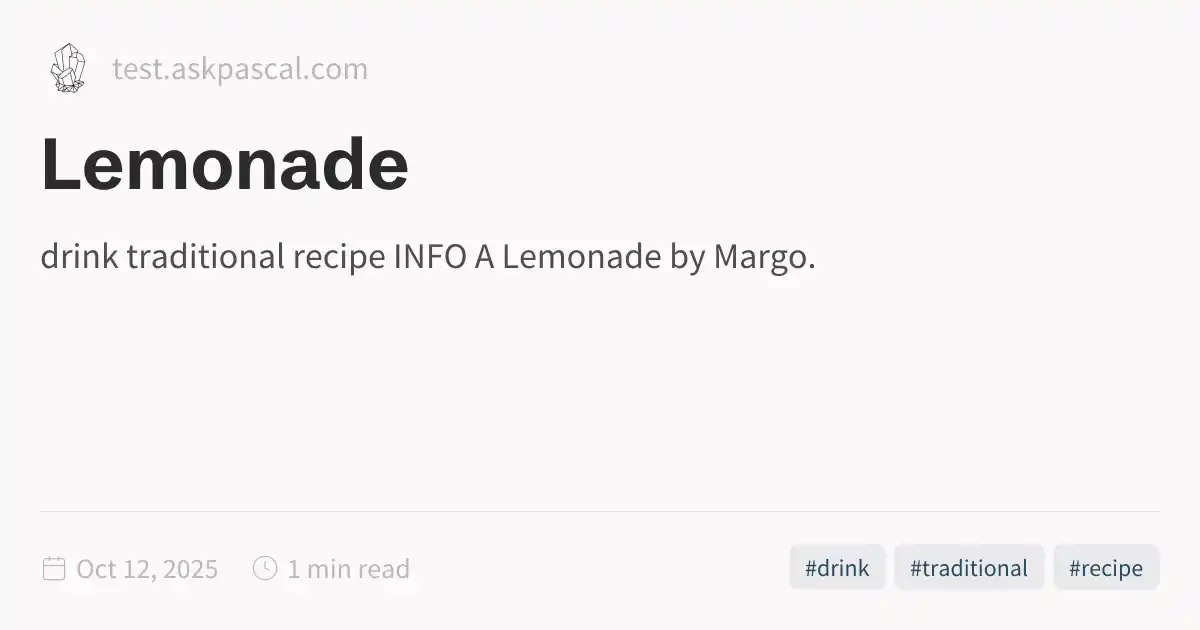 test.askpascal.com
Lemonade
drink traditional recipe INFO A Lemonade by Margo.
Oct 12, 2025 1 min read #drink #traditional #recipe